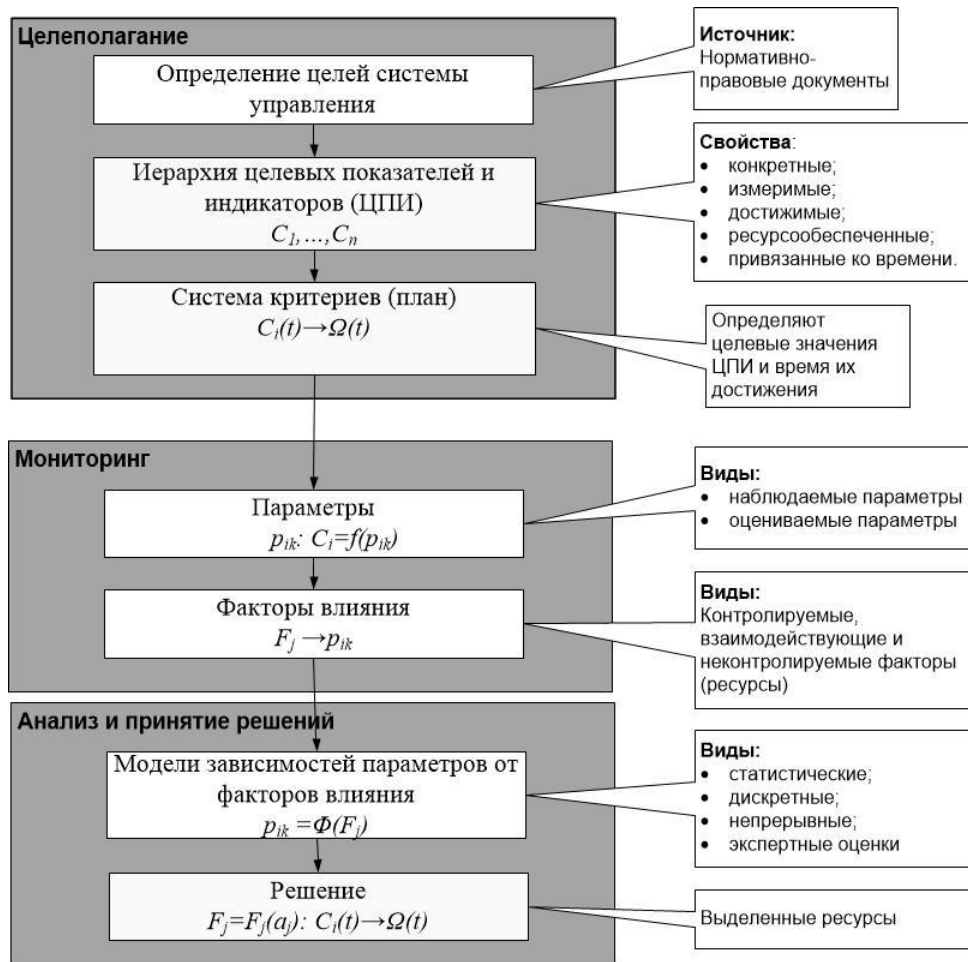 Целеполагание
Определение целей системы
управления
Источник:
Нормативно-
правовые документы
Иерархия целевых показателей и
индикаторов (ЦПИ)
C₁,...,Cₙ
Свойства:
• конкретные;
• измеримые;
• достижимые;
• ресурсообеспеченные;
• привязанные ко времени.
Система критериев (план)
Cᵢ(t)→Ω(t)
Определяют
целевые значения
ЦПИ и время их
достижения
Мониторинг
Параметры
pᵢₖ: Cᵢ=f(pᵢₖ)
Виды:
• наблюдаемые параметры
• оцениваемые параметры
Факторы влияния
Fⱼ →pᵢₖ
Виды:
Контролируемые,
взаимодействующие и
неконтролируемые факторы
(ресурсы)
Анализ и принятие решений
Модели зависимостей параметров от
факторов влияния
pᵢₖ =Φ(Fⱼ)
Виды:
• статистические;
• дискретные;
• непрерывные;
• экспертные оценки
Решение
Fⱼ=Fⱼ(aⱼ): Cᵢ(t)→Ω(t)
Выделенные ресурсы